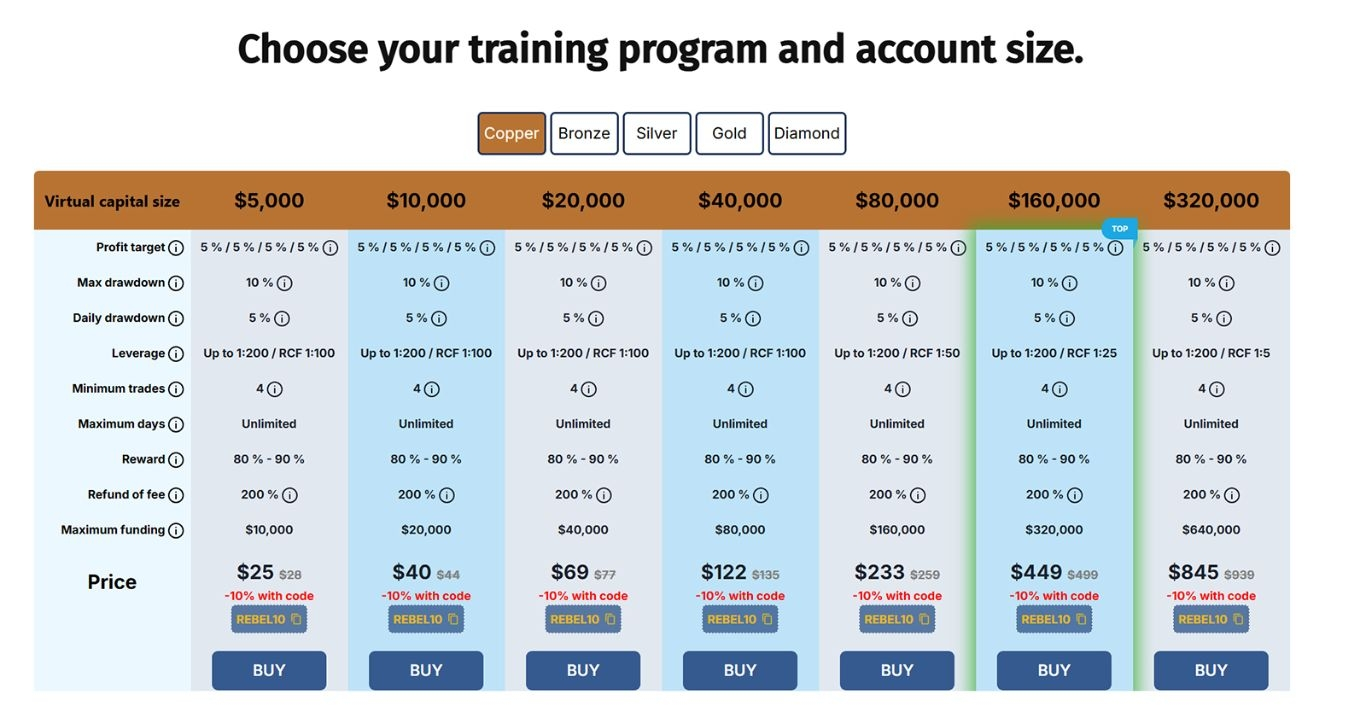 Choose your training program and account size.
Copper Bronze Silver Gold Diamond
Virtual capital size $5,000 $10,000 $20,000 $40,000 $80,000 $160,000 $320,000
TOP
Profit target 5 % / 5 % / 5 % / 5 % 5 % / 5 % / 5 % / 5 % 5 % / 5 % / 5 % / 5 % 5 % / 5 % / 5 % / 5 % 5 % / 5 % / 5 % / 5 % 5 % / 5 % / 5 % / 5 % 5 % / 5 % / 5 % / 5 %
Max drawdown 10 % 10 % 10 % 10 % 10 % 10 % 10 %
Daily drawdown 5 % 5 % 5 % 5 % 5 % 5 % 5 %
Leverage Up to 1:200 / RCF 1:100 Up to 1:200 / RCF 1:100 Up to 1:200 / RCF 1:100 Up to 1:200 / RCF 1:100 Up to 1:200 / RCF 1:50 Up to 1:200 / RCF 1:25 Up to 1:200 / RCF 1:5
Minimum trades 4 4 4 4 4 4 4
Maximum days Unlimited Unlimited Unlimited Unlimited Unlimited Unlimited Unlimited
Reward 80 % - 90 % 80 % - 90 % 80 % - 90 % 80 % - 90 % 80 % - 90 % 80 % - 90 % 80 % - 90 %
Refund of fee 200 % 200 % 200 % 200 % 200 % 200 % 200 %
Maximum funding $10,000 $20,000 $40,000 $80,000 $160,000 $320,000 $640,000
Price $25 $28 $40 $44 $69 $77 $122 $135 $233 $259 $449 $499 $845 $939
-10% with code -10% with code -10% with code -10% with code -10% with code -10% with code -10% with code
REBEL10 REBEL10 REBEL10 REBEL10 REBEL10 REBEL10 REBEL10
BUY BUY BUY BUY BUY BUY BUY